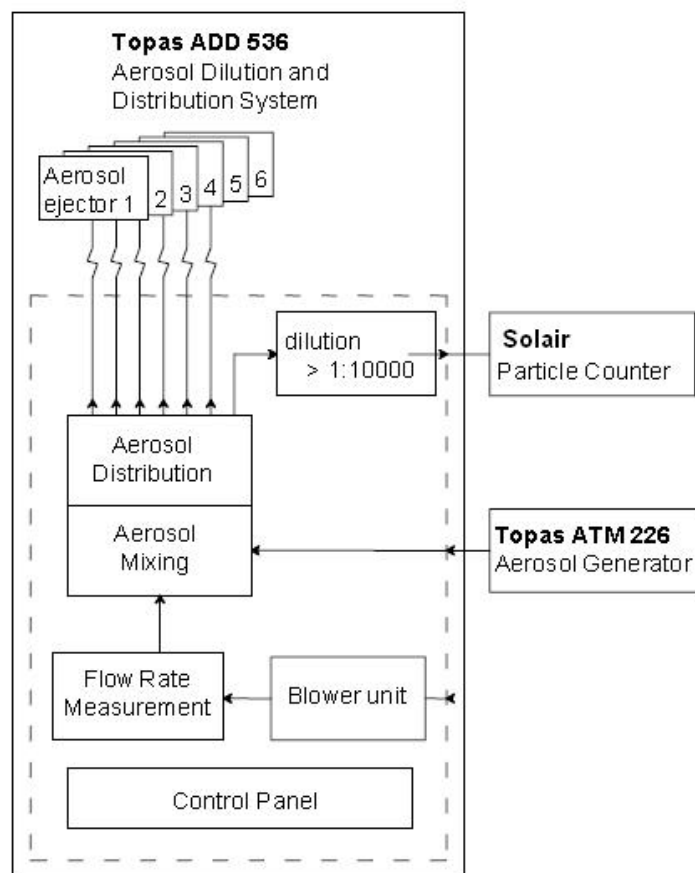 Topas ADD 536
Aerosol Dilution and
Distribution System
Aerosol
ejector 1
2
3
4
5
6
dilution
> 1:10000
Solair
Particle Counter
Aerosol
Distribution
Aerosol
Mixing
Topas ATM 226
Aerosol Generator
Flow Rate
Measurement
Blower unit
Control Panel